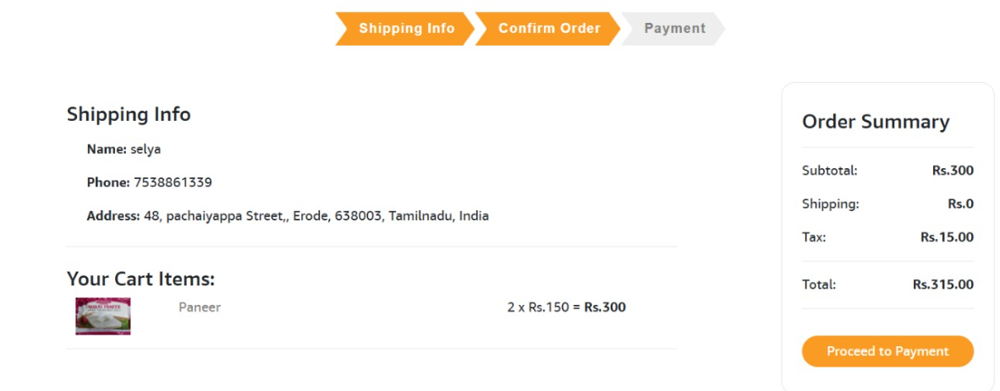 Shipping Info
Confirm Order
Payment
Shipping Info
Name: selya
Phone: 7538861339
Address: 48, pachaiyappa Street,, Erode, 638003, Tamilnadu, India
Your Cart Items:
MALAI PANEER
Paneer
2 x Rs.150 = Rs.300
Order Summary
Subtotal: Rs.300
Shipping: Rs.0
Tax: Rs.15.00
Total: Rs.315.00
Proceed to Payment